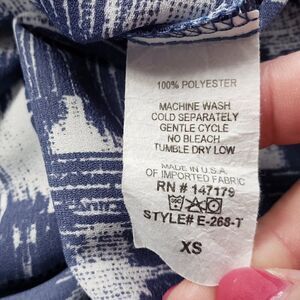 100% POLYESTER
MACHINE WASH
COLD SEPARATELY
GENTLE CYCLE
NO BLEACH
TUMBLE DRY LOW
MADE IN U.S.A
OF IMPORTED FABRIC
RN # 147179
STYLE# E-268-T
XS